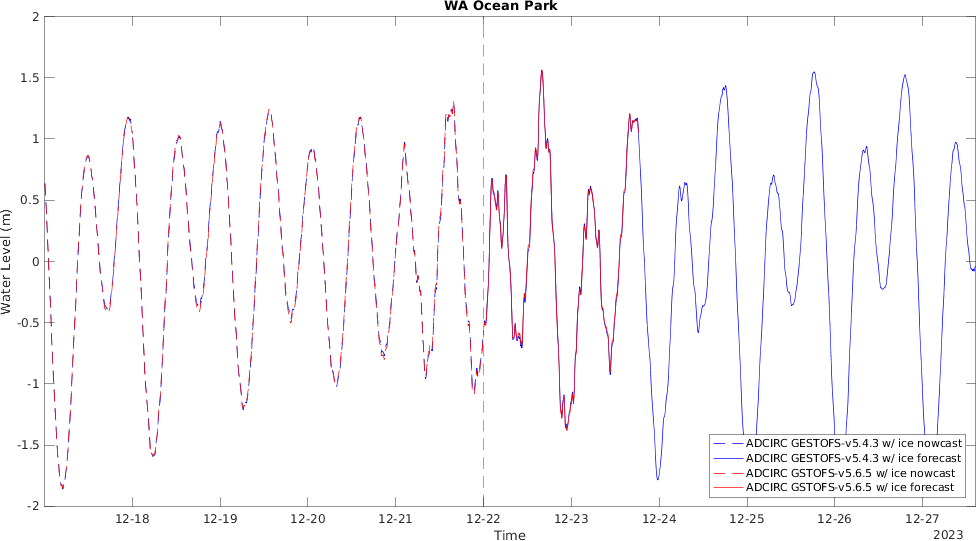 WA Ocean Park
Water Level (m)
2
1.5
1
0.5
0
-0.5
-1
-1.5
-2
12-18 12-19 12-20 12-21 12-22 12-23 12-24 12-25 12-26 12-27
Time
2023
ADCIRC GESTOFS-v5.4.3 w/ ice nowcast
ADCIRC GESTOFS-v5.4.3 w/ ice forecast
ADCIRC GSTOFS-v5.6.5 w/ ice nowcast
ADCIRC GSTOFS-v5.6.5 w/ ice forecast